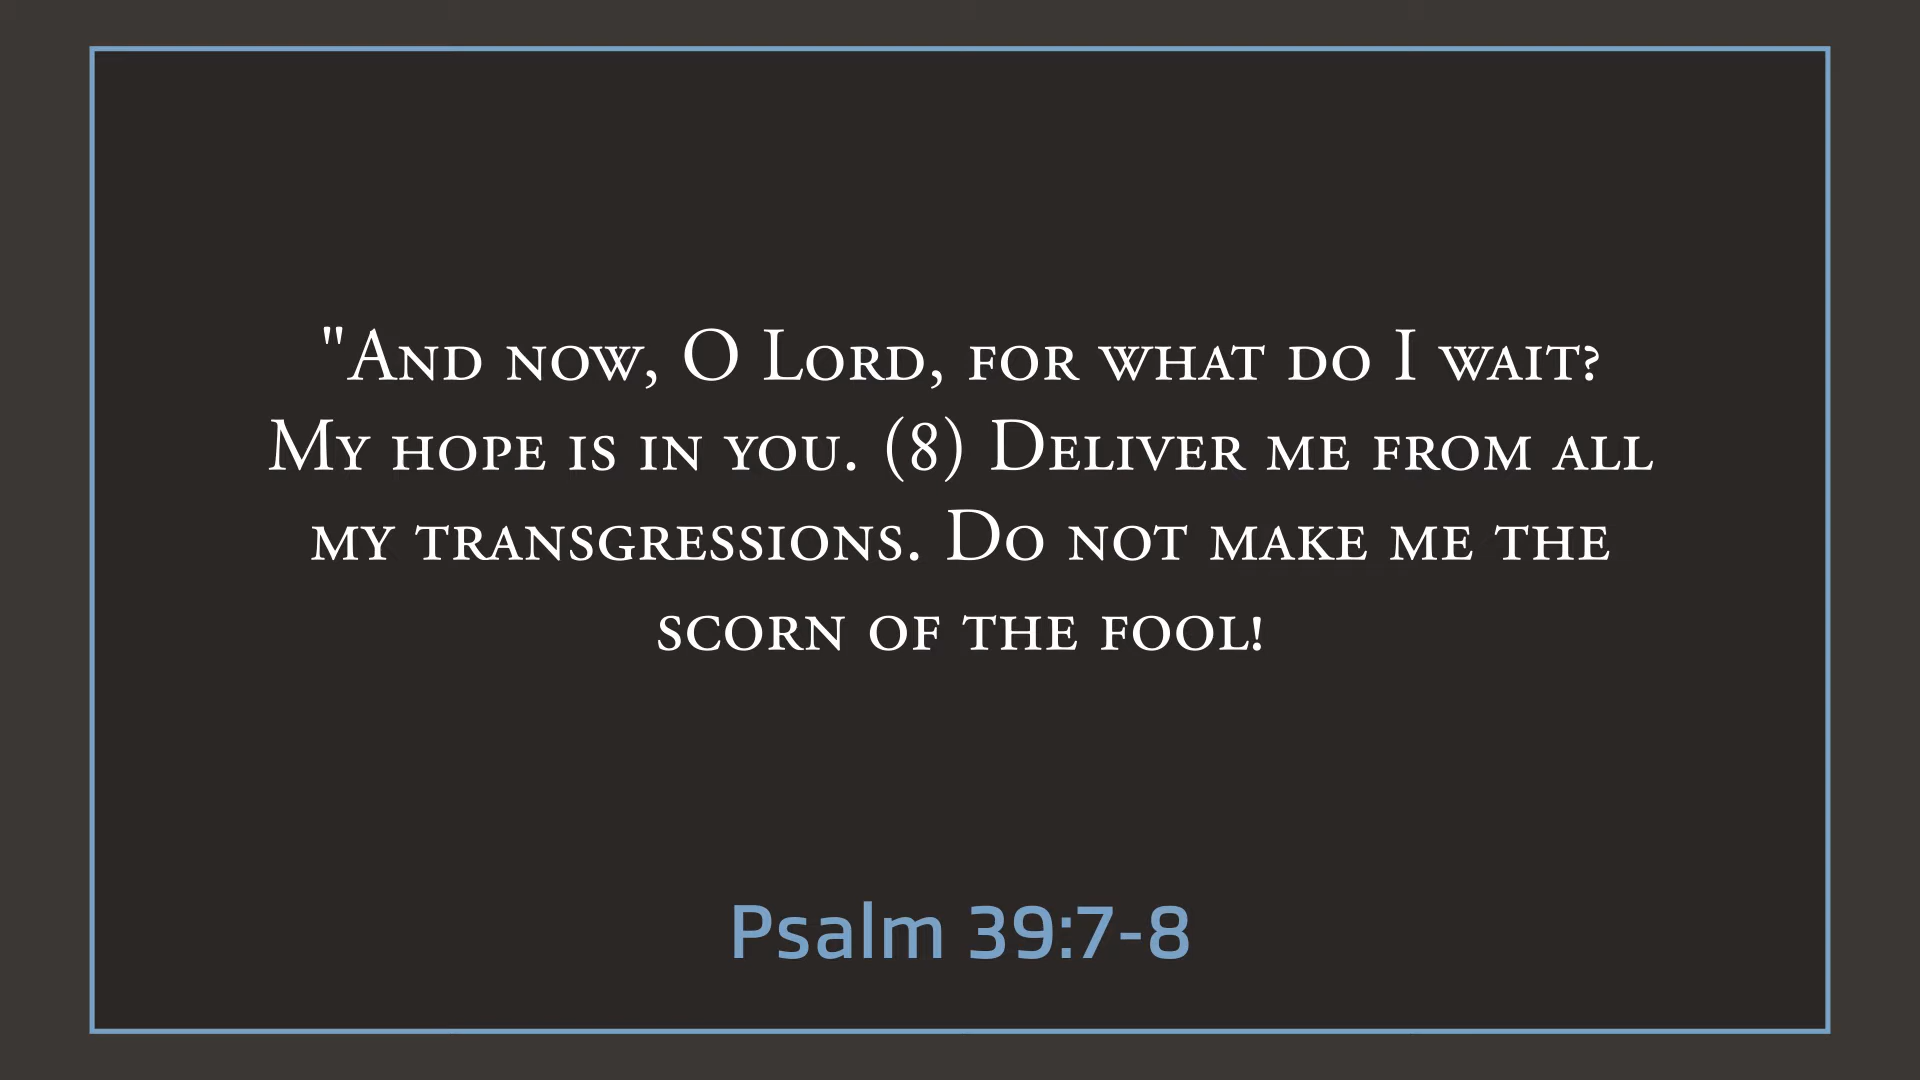 "And now, O Lord, for what do I wait?
My hope is in you. (8) Deliver me from all
my transgressions. Do not make me the
scorn of the fool!
Psalm 39:7-8